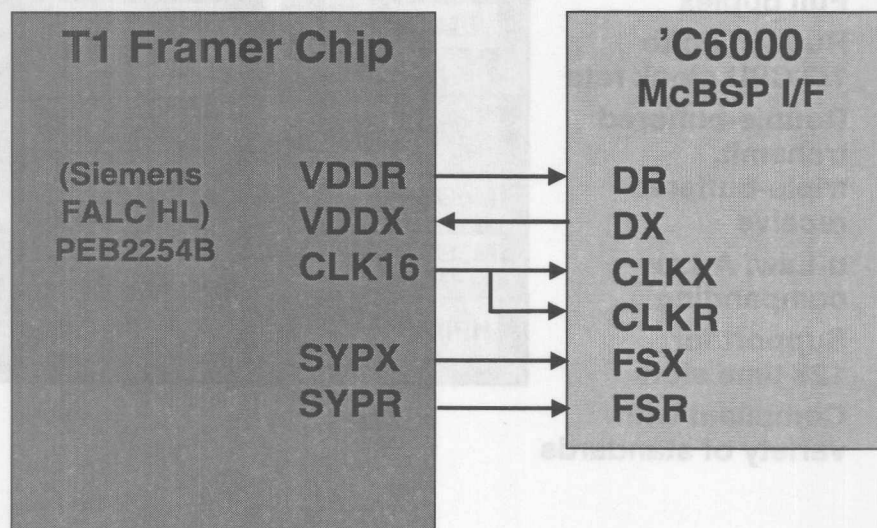 T1 Framer Chip
(Siemens
FALC HL)
PEB2254B
VDDR
VDDX
CLK16
SYPX
SYPR
'C6000
McBSP I/F
DR
DX
CLKX
CLKR
FSX
FSR